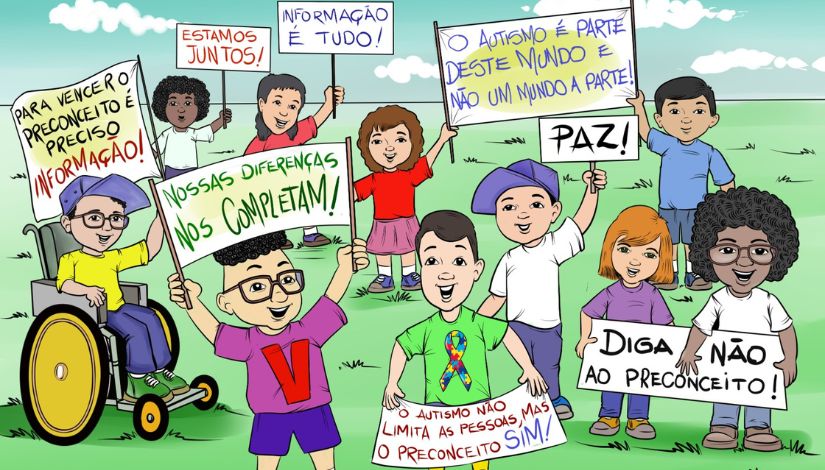 INFORMAÇÃO
É TUDO!
ESTAMOS
JUNTOS!
O AUTISMO É PARTE
DESTE MUNDO E
NÃO UM MUNDO A PARTE!
PARA VENCER O
PRECONCEITO É
PRECISO
INFORMAÇÃO!
PAZ!
NOSSAS DIFERENÇAS
NOS COMPLETAM!
V
DIGA NÃO
AO PRECONCEITO!
O AUTISMO NÃO
LIMITA AS PESSOAS, MAS
O PRECONCEITO SIM!